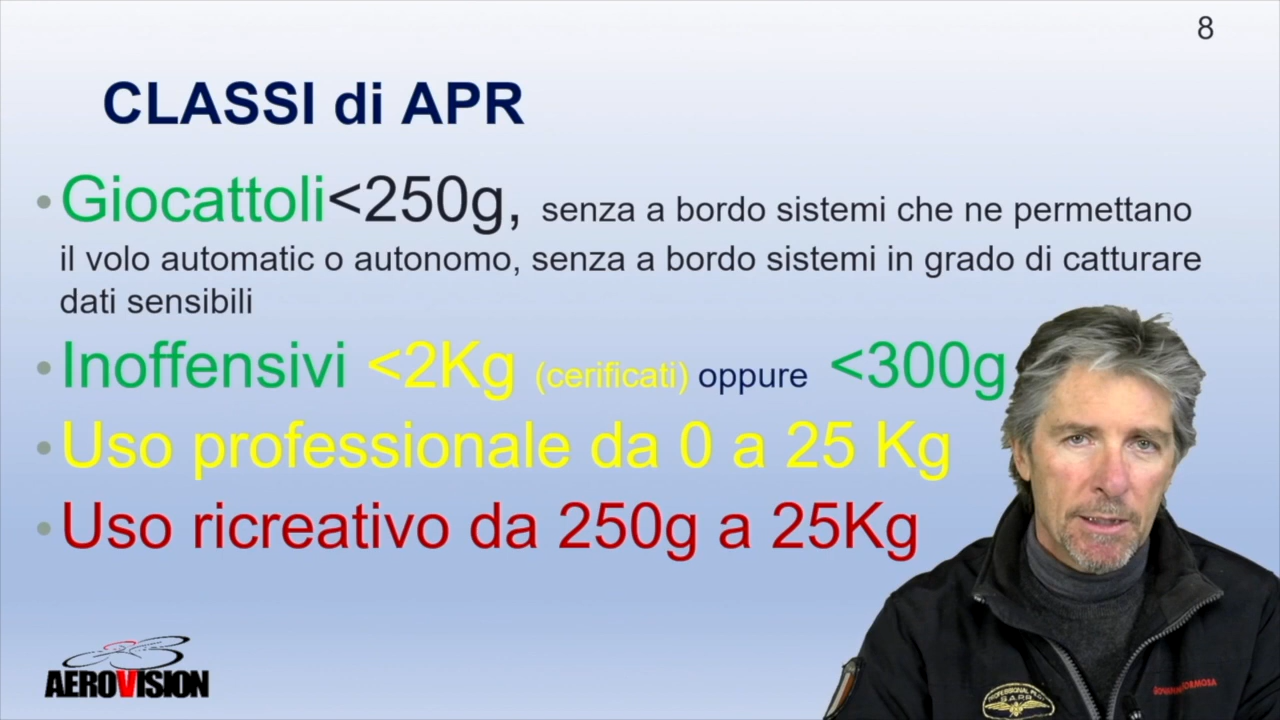 8
CLASSI di APR
• Giocattoli<250g, senza a bordo sistemi che ne permettano
il volo automatic o autonomo, senza a bordo sistemi in grado di catturare
dati sensibili
• Inoffensivi <2Kg (cerificati) oppure <300g
• Uso professionale da 0 a 25 Kg
• Uso ricreativo da 250g a 25Kg
AEROVISION